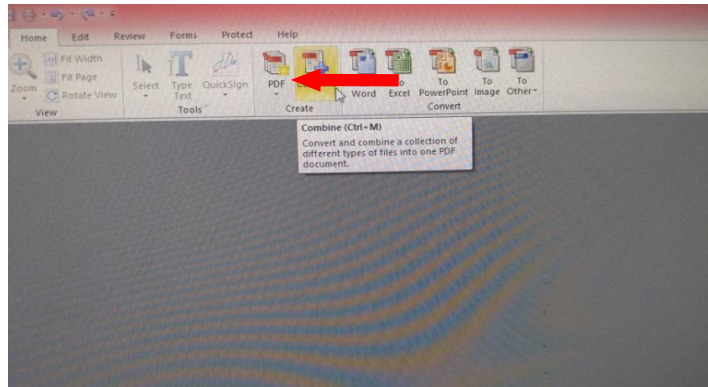 Home Edit Review Forms Protect Help
Fit Width
Fit Page
Rotate View
Zoom
View
Select
Type
Text
QuickSign
Tools
PDF
Create
Word
Excel
To
PowerPoint
To
Image
To
Other
Convert
Combine (Ctrl+M)
Convert and combine a collection of
different types of files into one PDF
document.